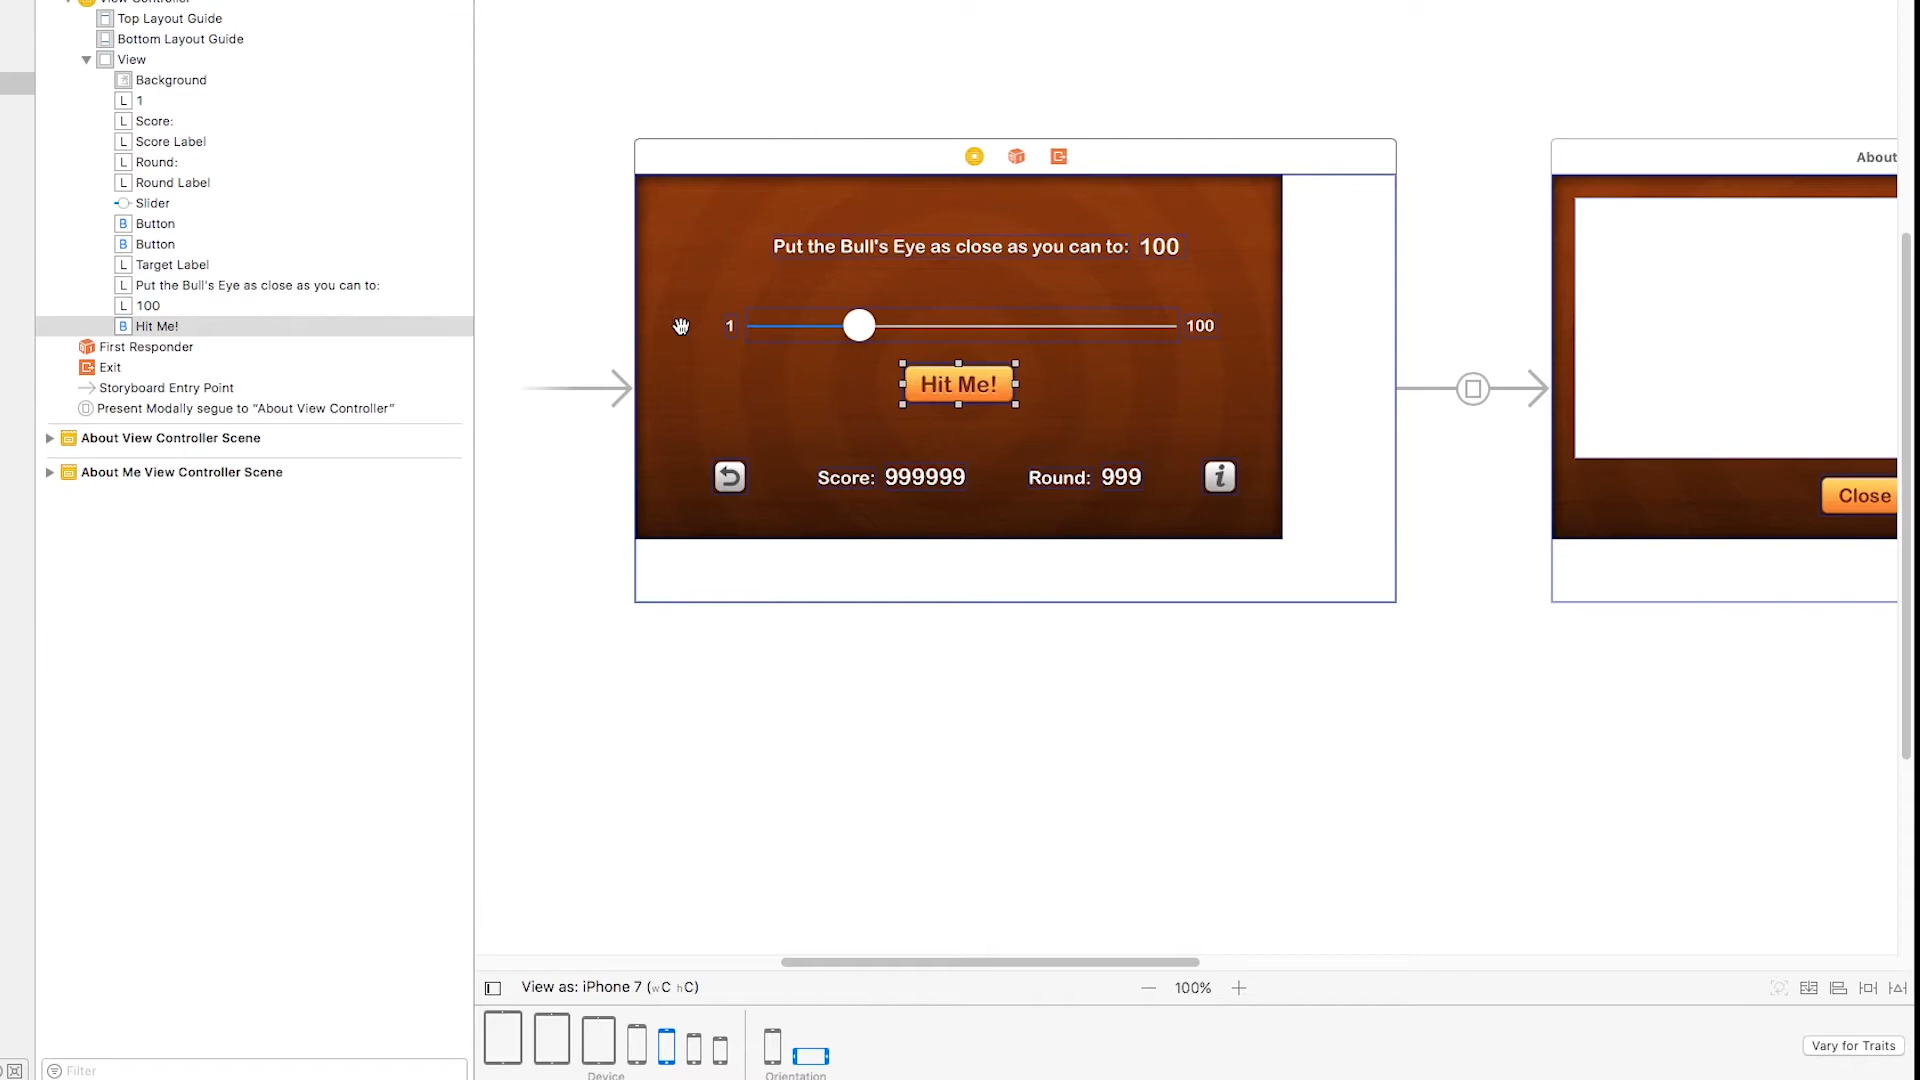 View Controller
Top Layout Guide
Bottom Layout Guide
View
Background
L 1
L Score:
L Score Label
L Round:
L Round Label
Slider
B Button
B Button
L Target Label
L Put the Bull's Eye as close as you can to:
L 100
B Hit Me!
First Responder
Exit
Storyboard Entry Point
Present Modally segue to "About View Controller"
About View Controller Scene
About Me View Controller Scene
Filter
Put the Bull's Eye as close as you can to: 100
1 100
Hit Me!
Score: 999999 Round: 999 i
About
Close
View as: iPhone 7 (wC hC)
— 100% +
Vary for Traits
Device
Orientation